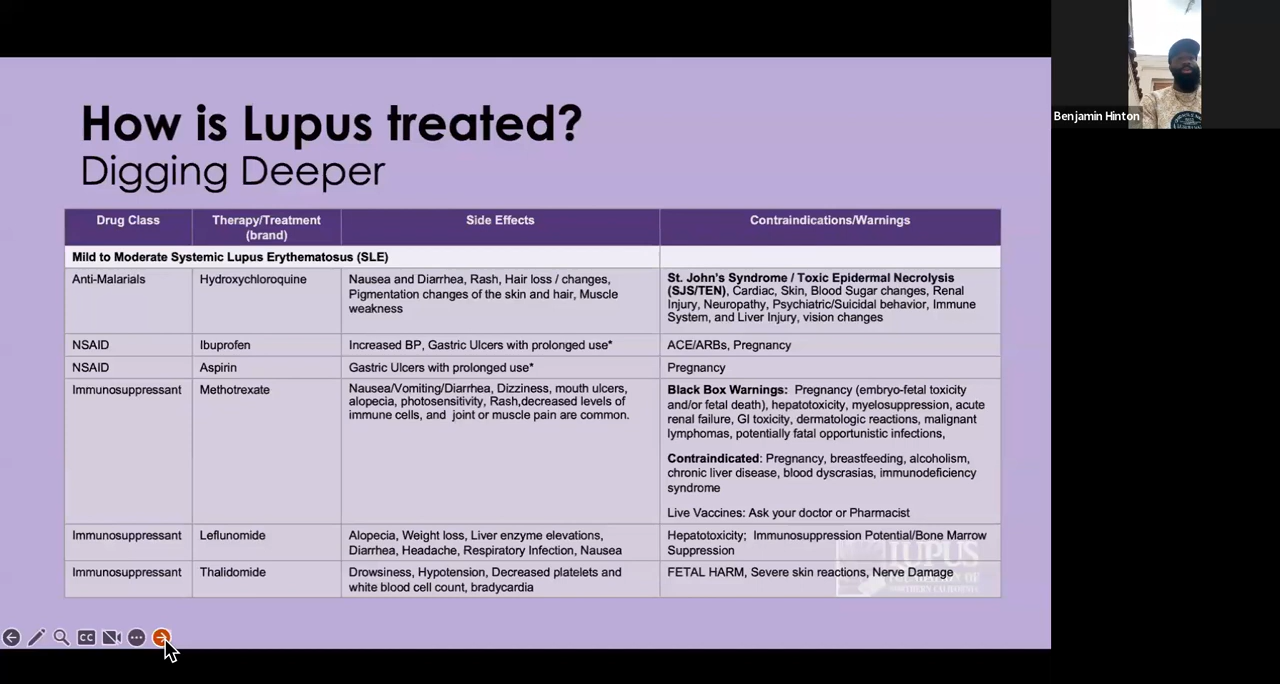 How is Lupus treated?
Digging Deeper
Benjamin Hinton
Drug Class
Therapy/Treatment
(brand)
Side Effects
Contraindications/Warnings
Mild to Moderate Systemic Lupus Erythematosus (SLE)
Anti-Malarials
Hydroxychloroquine
Nausea and Diarrhea, Rash, Hair loss / changes,
Pigmentation changes of the skin and hair, Muscle
weakness
St. John's Syndrome / Toxic Epidermal Necrolysis
(SJS/TEN), Cardiac, Skin, Blood Sugar changes, Renal
Injury, Neuropathy, Psychiatric/Suicidal behavior, Immune
System, and Liver Injury, vision changes
NSAID
Ibuprofen
Increased BP, Gastric Ulcers with prolonged use*
ACE/ARBs, Pregnancy
NSAID
Aspirin
Gastric Ulcers with prolonged use*
Pregnancy
Immunosuppressant
Methotrexate
Nausea/Vomiting/Diarrhea, Dizziness, mouth ulcers,
alopecia, photosensitivity, Rash,decreased levels of
immune cells, and joint or muscle pain are common.
Black Box Warnings: Pregnancy (embryo-fetal toxicity
and/or fetal death), hepatotoxicity, myelosuppression, acute
renal failure, GI toxicity, dermatologic reactions, malignant
lymphomas, potentially fatal opportunistic infections,
Contraindicated: Pregnancy, breastfeeding, alcoholism,
chronic liver disease, blood dyscrasias, immunodeficiency
syndrome
Live Vaccines: Ask your doctor or Pharmacist
Immunosuppressant
Leflunomide
Alopecia, Weight loss, Liver enzyme elevations,
Diarrhea, Headache, Respiratory Infection, Nausea
Hepatotoxicity; Immunosuppression Potential/Bone Marrow
Suppression
Immunosuppressant
Thalidomide
Drowsiness, Hypotension, Decreased platelets and
white blood cell count, bradycardia
FETAL HARM, Severe skin reactions, Nerve Damage
LUPUS
FOUNDATION OF
NORTHERN CALIFORNIA
CC